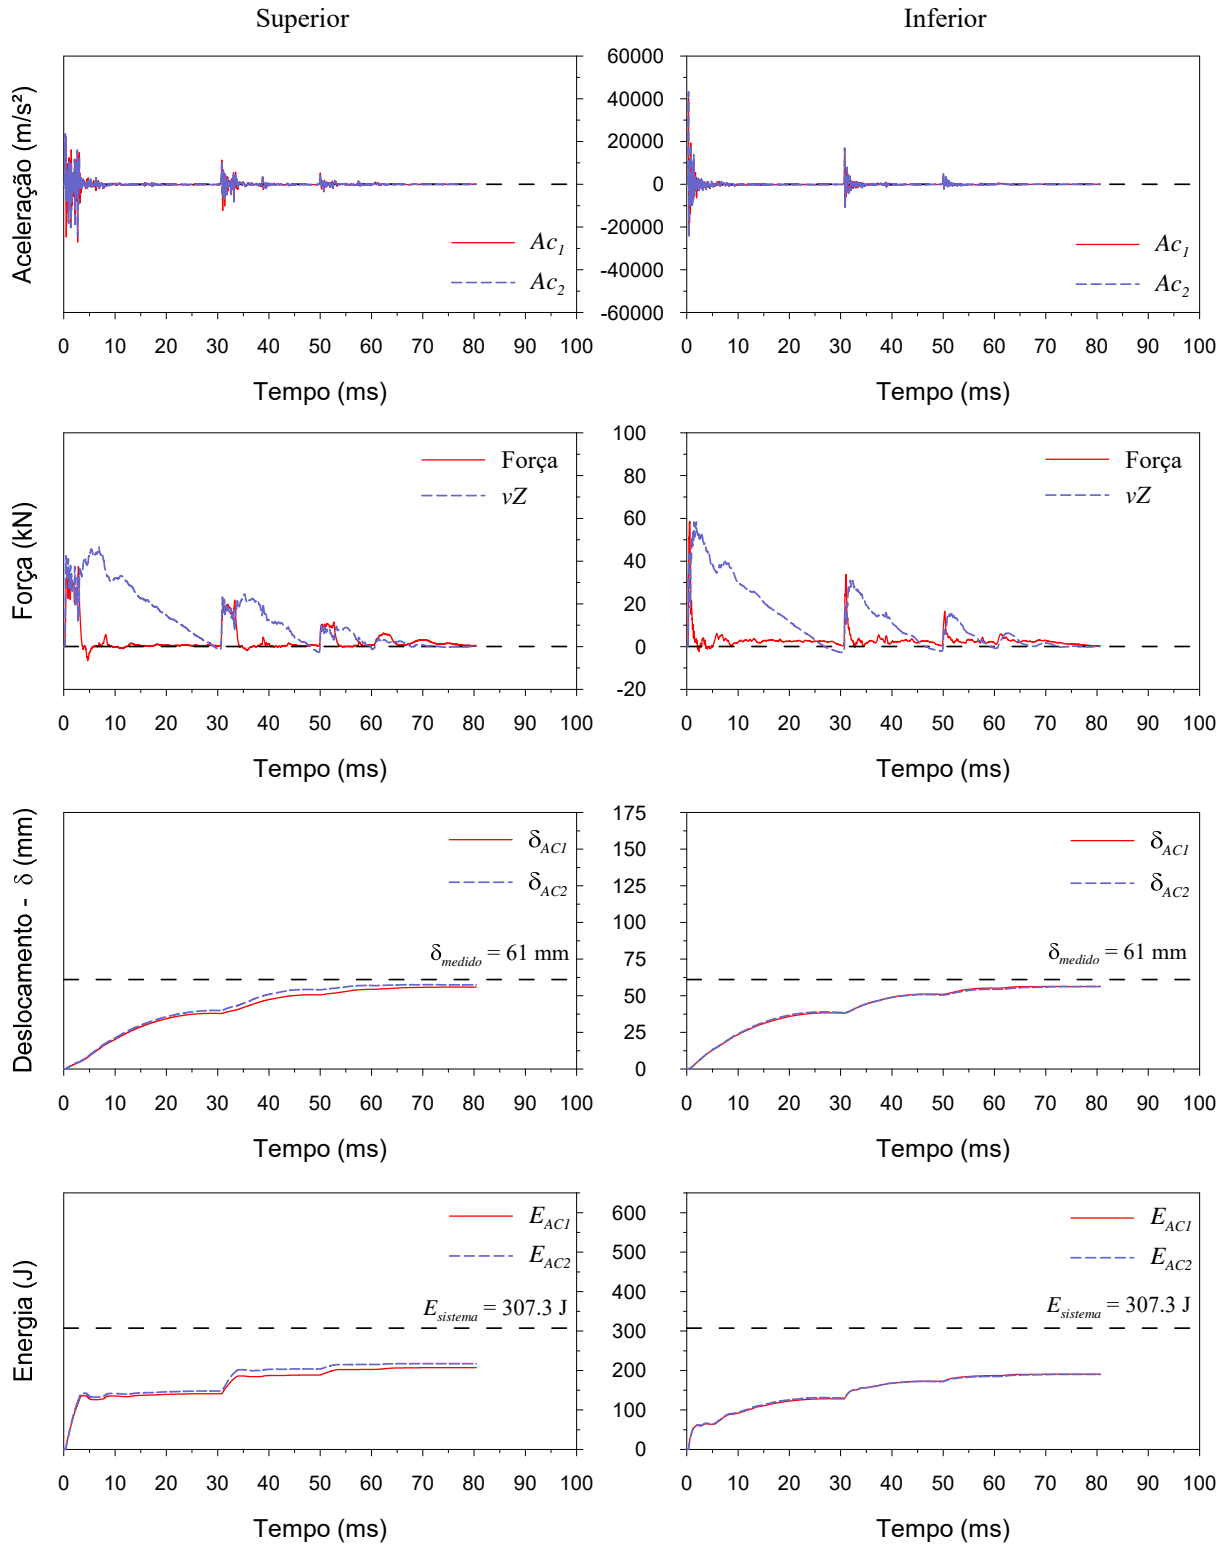 Superior
Inferior
Aceleração (m/s²)
60000
40000
20000
0
-20000
-40000
-60000
Ac1
Ac2
Ac1
Ac2
0 10 20 30 40 50 60 70 80 90 100
0 10 20 30 40 50 60 70 80 90 100
Tempo (ms)
Tempo (ms)
Força (kN)
100
80
60
40
20
0
-20
Força
vZ
Força
vZ
0 10 20 30 40 50 60 70 80 90 100
0 10 20 30 40 50 60 70 80 90 100
Tempo (ms)
Tempo (ms)
Deslocamento - δ (mm)
175
150
125
100
75
50
25
0
δAC1
δAC2
δmedido = 61 mm
δAC1
δAC2
δmedido = 61 mm
0 10 20 30 40 50 60 70 80 90 100
0 10 20 30 40 50 60 70 80 90 100
Tempo (ms)
Tempo (ms)
Energia (J)
600
500
400
300
200
100
0
EAC1
EAC2
Esistema = 307.3 J
EAC1
EAC2
Esistema = 307.3 J
0 10 20 30 40 50 60 70 80 90 100
0 10 20 30 40 50 60 70 80 90 100
Tempo (ms)
Tempo (ms)